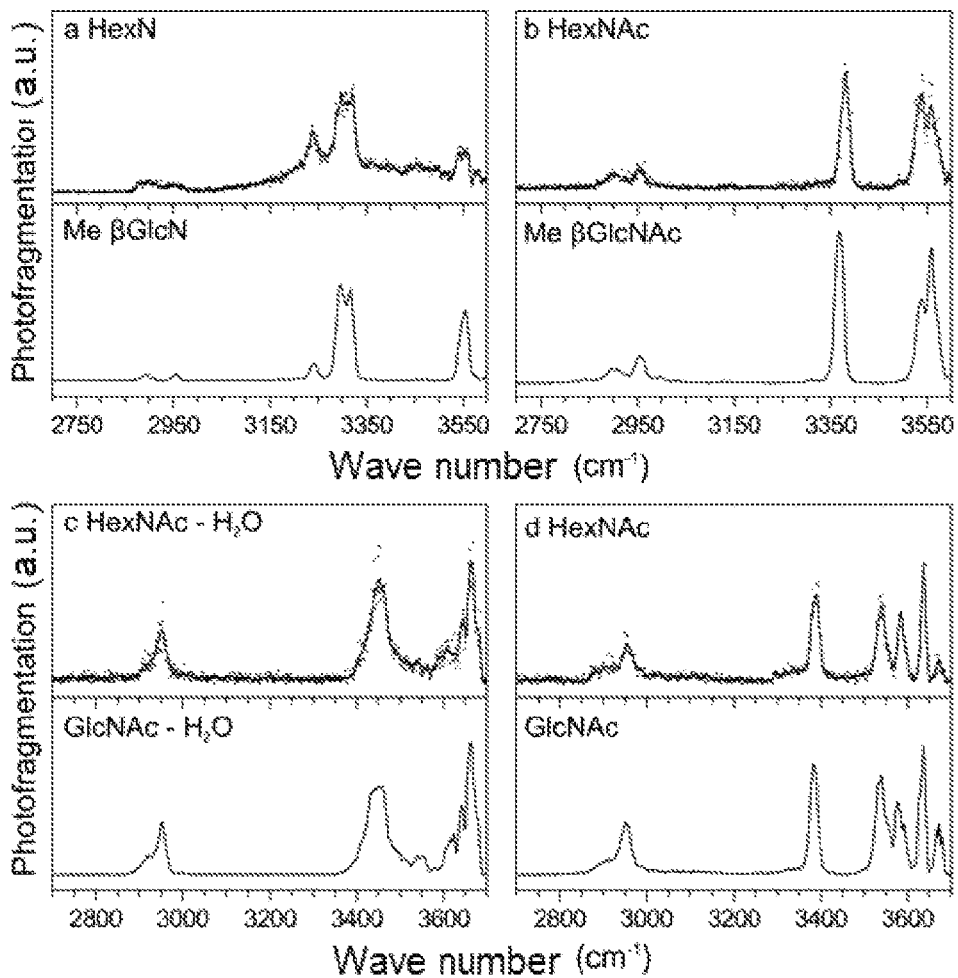 Photofragmentation (a.u.)
a HexN
Me βGlcN
b HexNAc
Me βGlcNAc
2750 2950 3150 3350 3550
2750 2950 3150 3350 3550
Wave number (cm⁻¹)
Photofragmentation (a.u.)
c HexNAc - H₂O
GlcNAc - H₂O
d HexNAc
GlcNAc
2800 3000 3200 3400 3600
2800 3000 3200 3400 3600
Wave number (cm⁻¹)